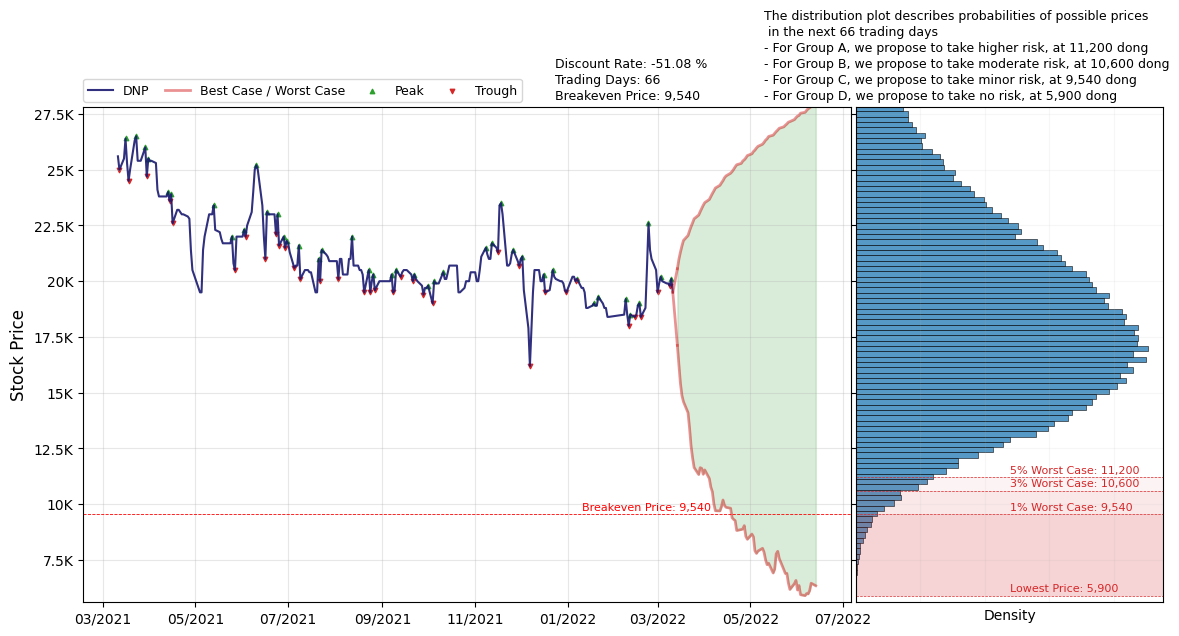 The distribution plot describes probabilities of possible prices
in the next 66 trading days
- For Group A, we propose to take higher risk, at 11,200 dong
- For Group B, we propose to take moderate risk, at 10,600 dong
- For Group C, we propose to take minor risk, at 9,540 dong
- For Group D, we propose to take no risk, at 5,900 dong
Discount Rate: -51.08 %
Trading Days: 66
Breakeven Price: 9,540
DNP
Best Case / Worst Case
Peak
Trough
Stock Price
27.5K
25K
22.5K
20K
17.5K
15K
12.5K
10K
7.5K
Breakeven Price: 9,540
03/2021
05/2021
07/2021
09/2021
11/2021
01/2022
03/2022
05/2022
07/2022
5% Worst Case: 11,200
3% Worst Case: 10,600
1% Worst Case: 9,540
Lowest Price: 5,900
Density